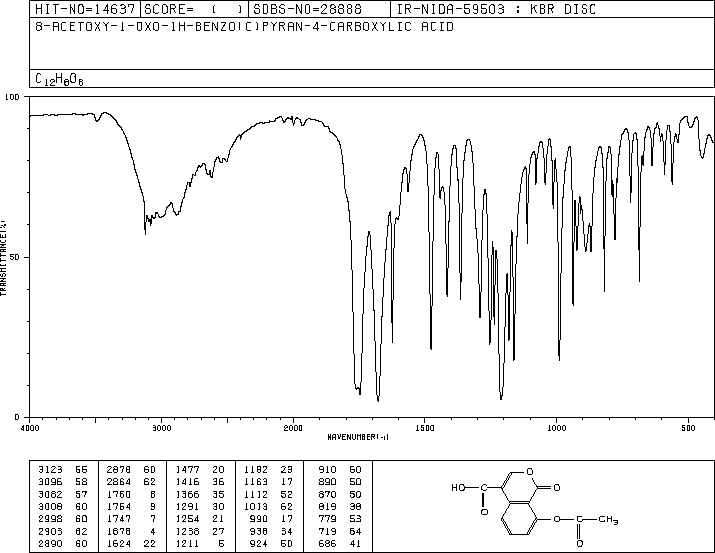 HIT-NO=14637 SCORE= ( ) SDBS-NO=28888 IR-NIDA-59503 : KBR DISC
8-ACETOXY-1-OXO-1H-BENZO(C)PYRAN-4-CARBOXYLIC ACID
C12H8O6
100
TRANSMITTANCE(%)
50
0
4000 3000 2000 1500 1000 500
WAVENUMBER(-1)
3123 55 2878 60 1477 20 1182 23 910 50
3096 58 2864 62 1416 36 1163 17 890 50
3082 57 1760 8 1366 35 1112 52 870 50
3008 60 1754 9 1291 30 1013 62 819 38
2998 60 1747 7 1254 21 990 17 779 53
2903 62 1678 4 1238 27 938 34 719 64
2890 60 1624 22 1211 5 924 50 686 41
O
HO C O
O
O C CH3
O